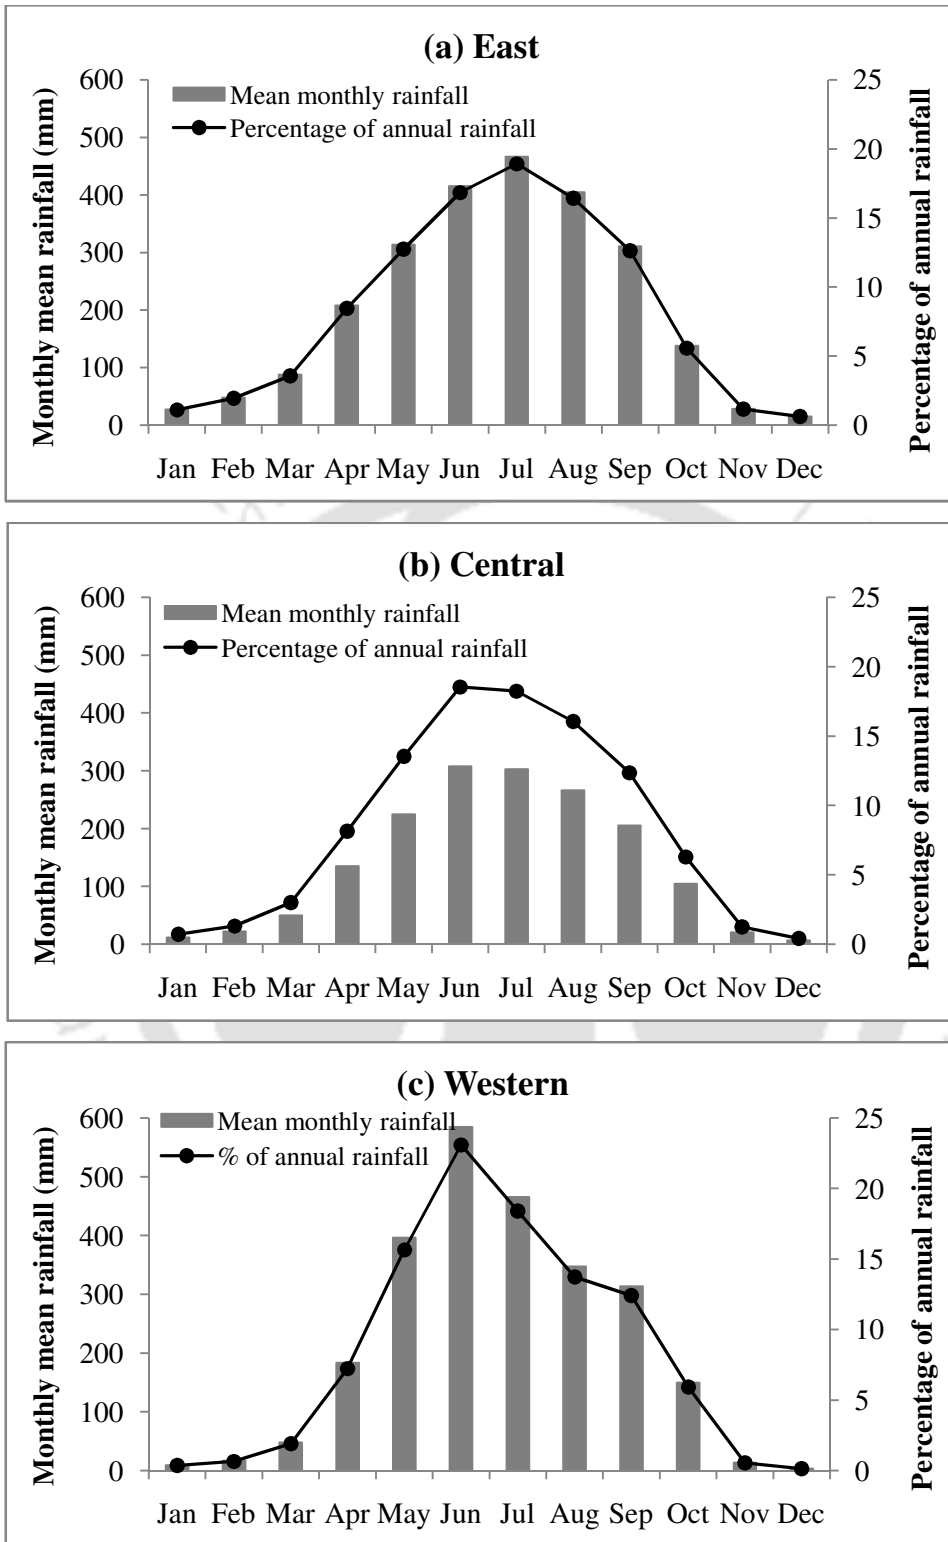 (a) East
Monthly mean rainfall (mm)
600
500
400
300
200
100
0
Mean monthly rainfall
Percentage of annual rainfall
25
20
15
10
5
0
Percentage of annual rainfall
Jan Feb Mar Apr May Jun Jul Aug Sep Oct Nov Dec
(b) Central
Monthly mean rainfall (mm)
600
500
400
300
200
100
0
Mean monthly rainfall
Percentage of annual rainfall
25
20
15
10
5
0
Percentage of annual rainfall
Jan Feb Mar Apr May Jun Jul Aug Sep Oct Nov Dec
(c) Western
Monthly mean rainfall (mm)
600
500
400
300
200
100
0
Mean monthly rainfall
% of annual rainfall
25
20
15
10
5
0
Percentage of annual rainfall
Jan Feb Mar Apr May Jun Jul Aug Sep Oct Nov Dec